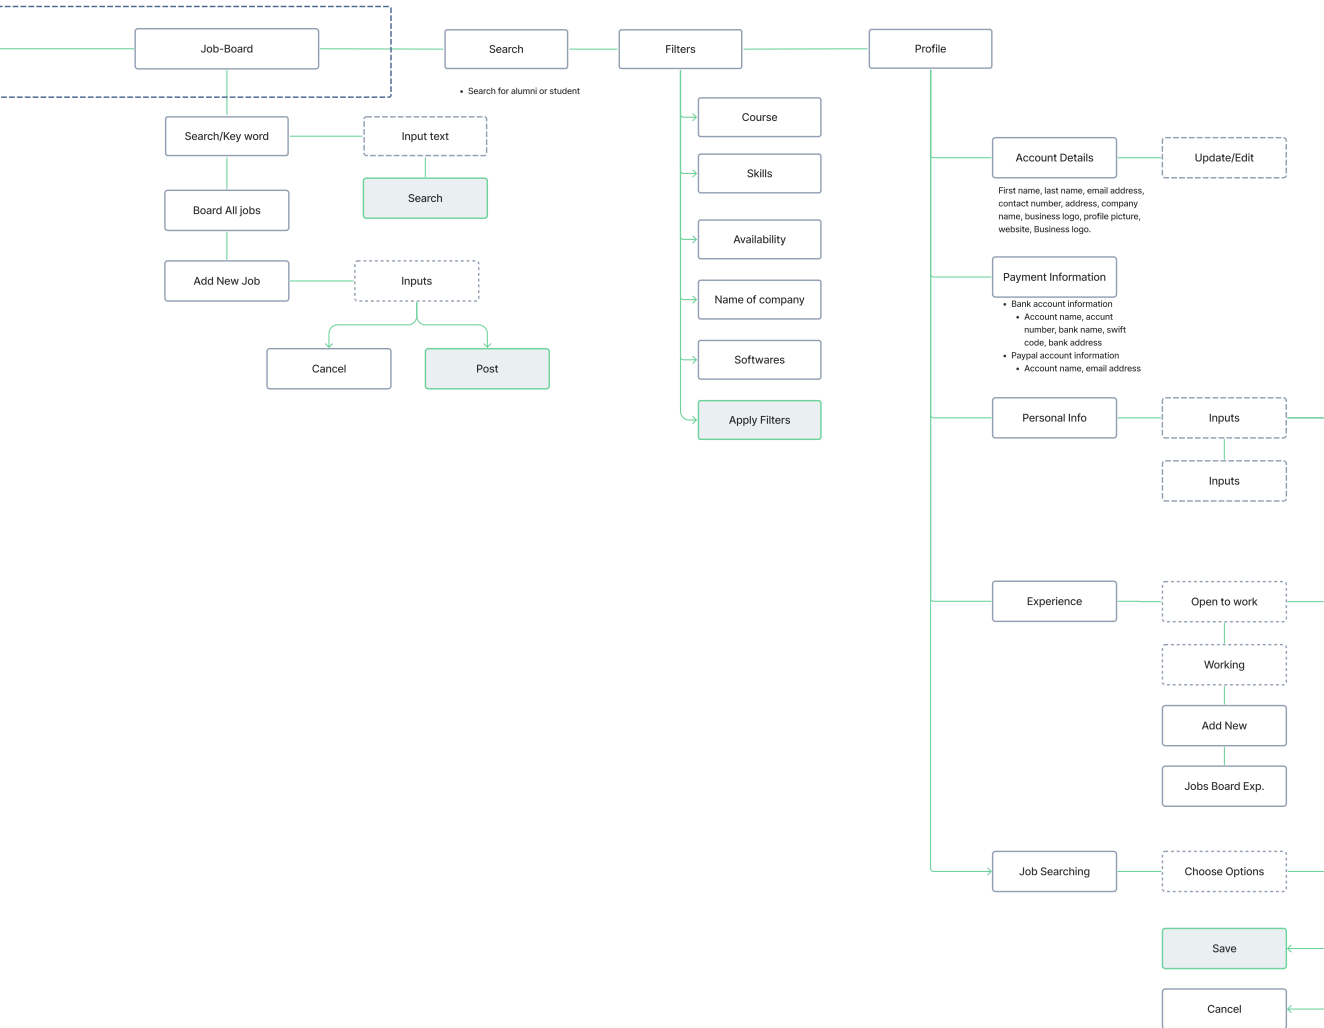 Job-Board
Search
Filters
Profile
• Search for alumni or student
Search/Key word
Input text
Search
Board All jobs
Add New Job
Inputs
Cancel
Post
Course
Skills
Availability
Name of company
Softwares
Apply Filters
Account Details
Update/Edit
First name, last name, email address,
contact number, address, company
name, business logo, profile picture,
website, Business logo.
Payment Information
• Bank account information
• Account name, accunt
number, bank name, swift
code, bank address
• Paypal account information
• Account name, email address
Personal Info
Inputs
Inputs
Experience
Open to work
Working
Add New
Jobs Board Exp.
Job Searching
Choose Options
Save
Cancel